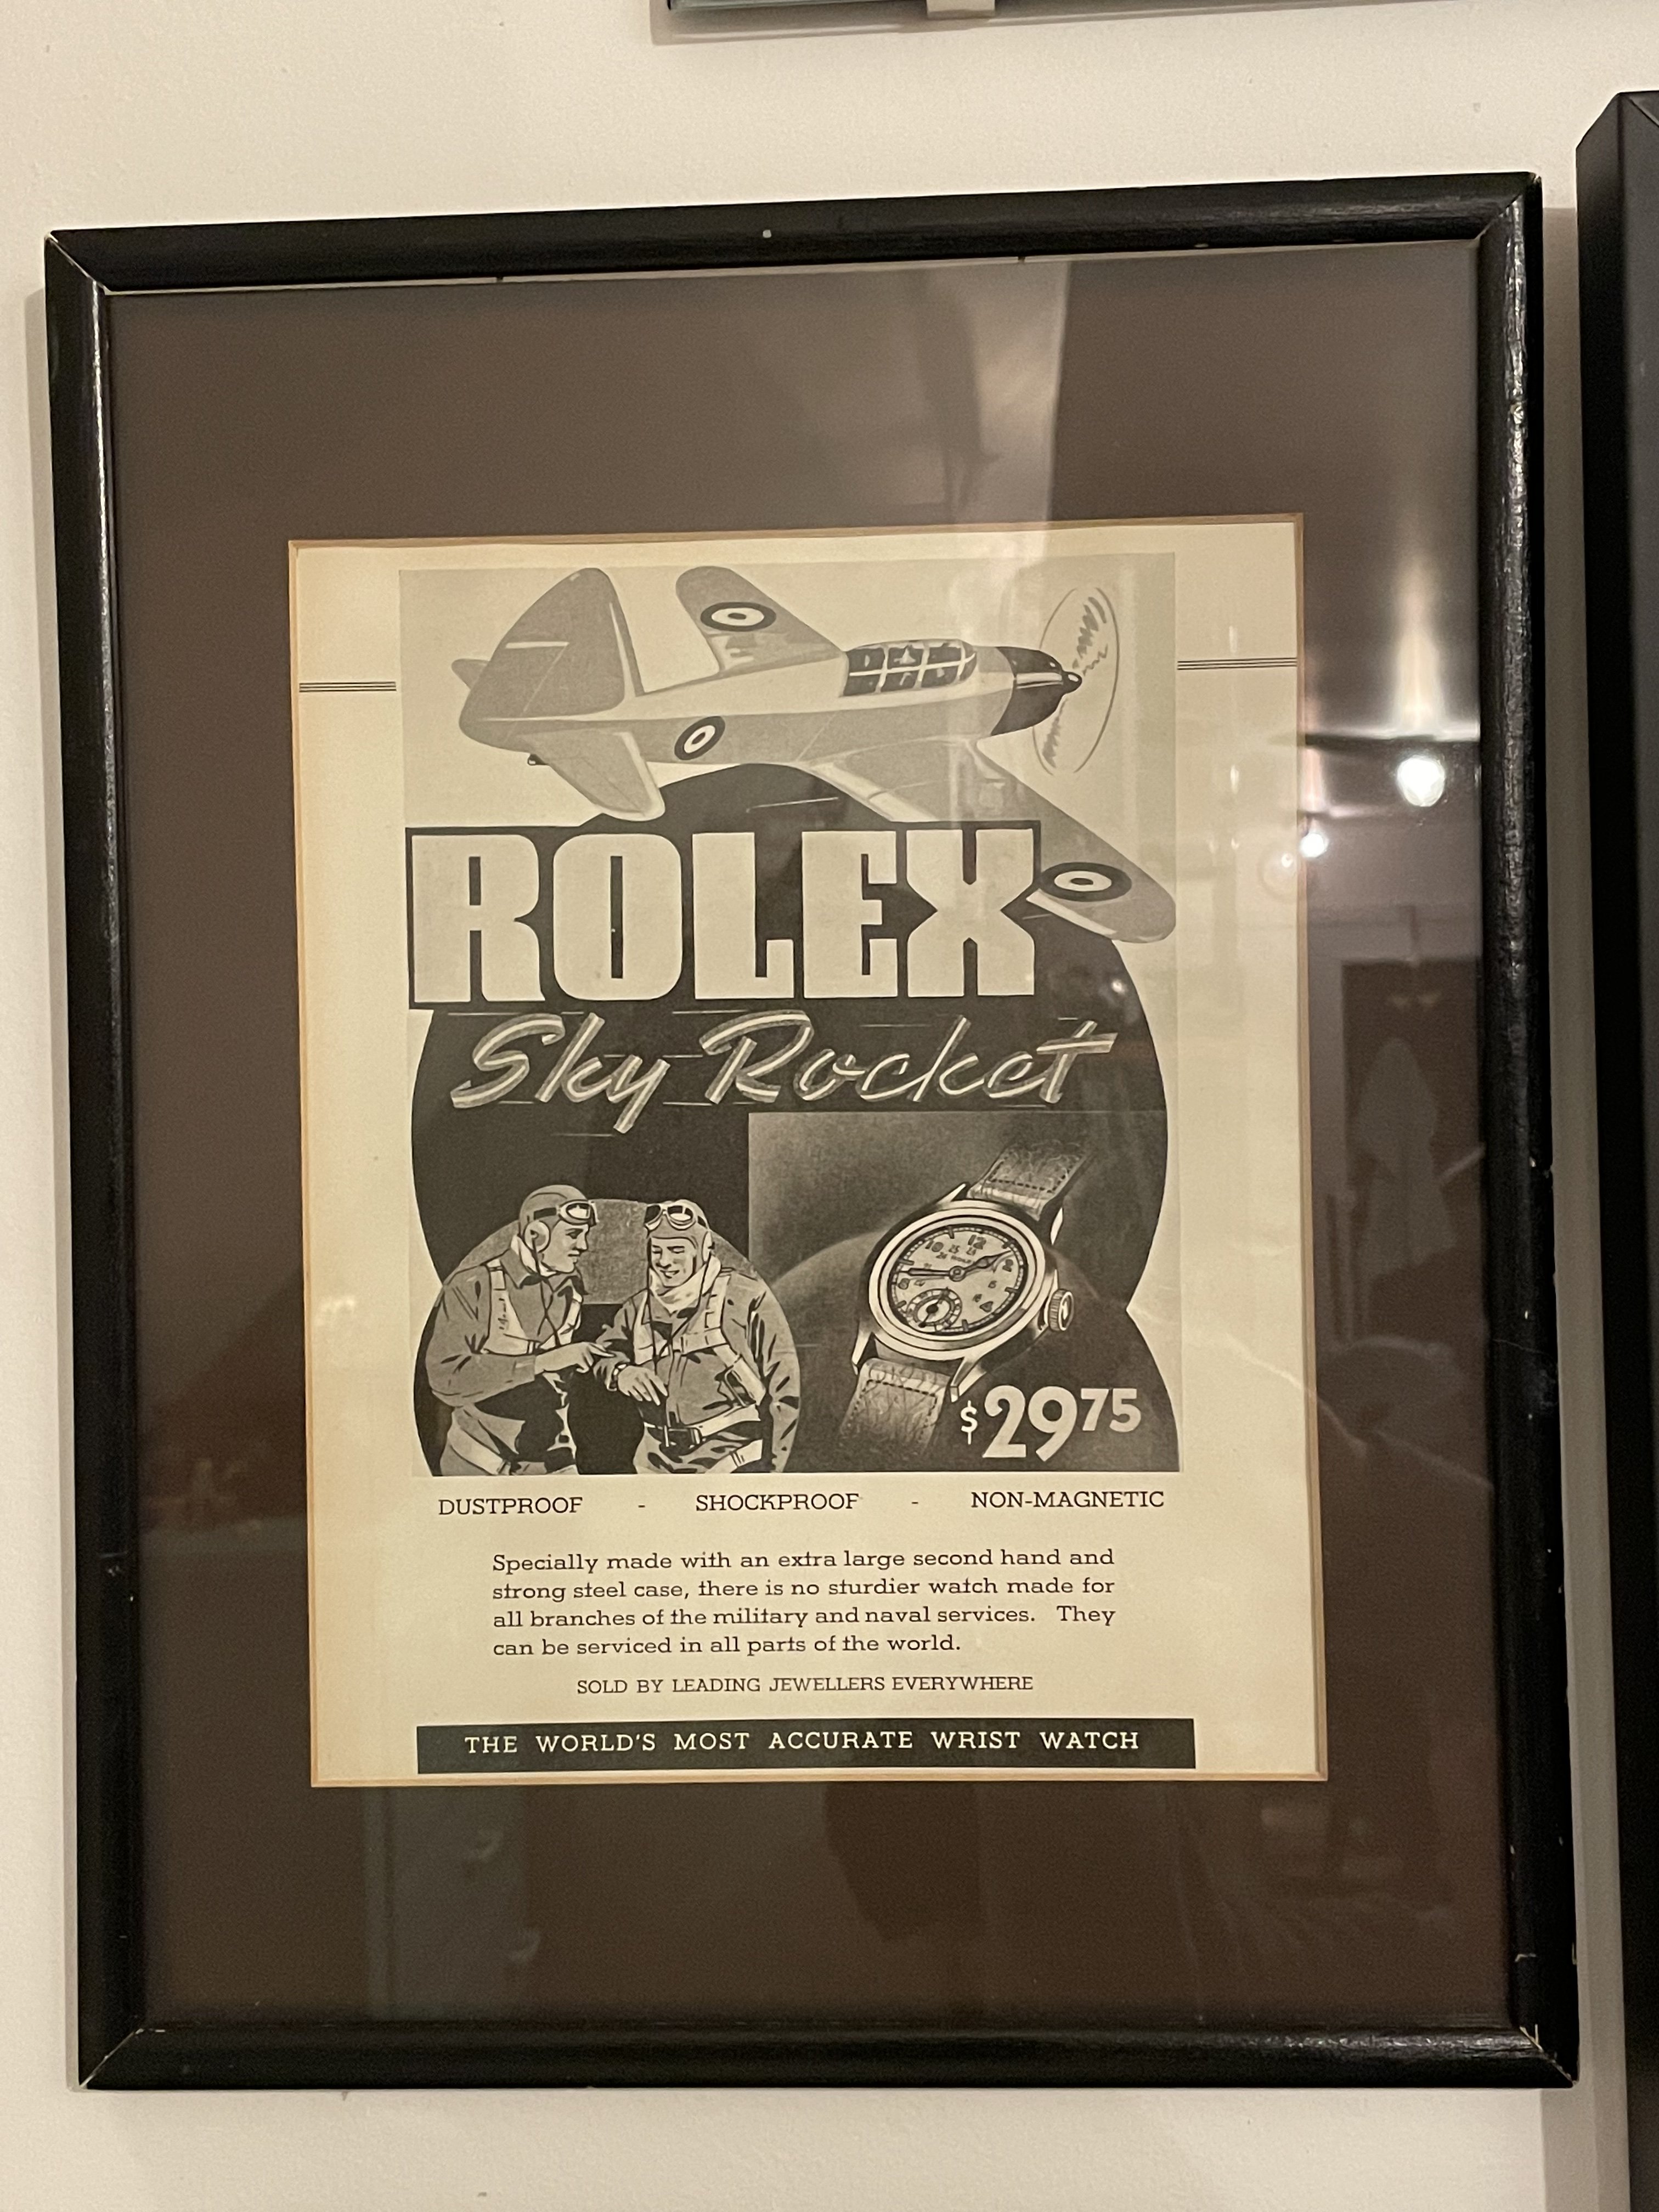 ROLEX
Sky Rocket
$2975
DUSTPROOF - SHOCKPROOF - NON-MAGNETIC
Specially made with an extra large second hand and
strong steel case, there is no sturdier watch made for
all branches of the military and naval services. They
can be serviced in all parts of the world.
SOLD BY LEADING JEWELLERS EVERYWHERE
THE WORLD'S MOST ACCURATE WRIST WATCH